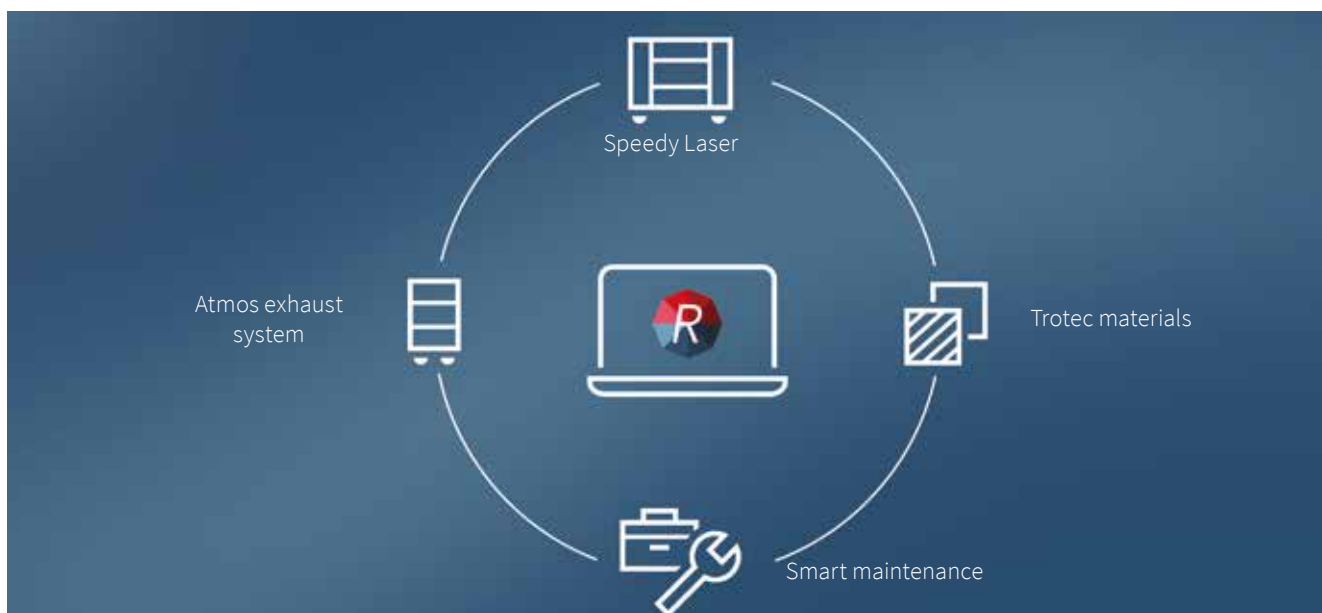 Speedy Laser
Atmos exhaust
system
R
Trotec materials
Smart maintenance